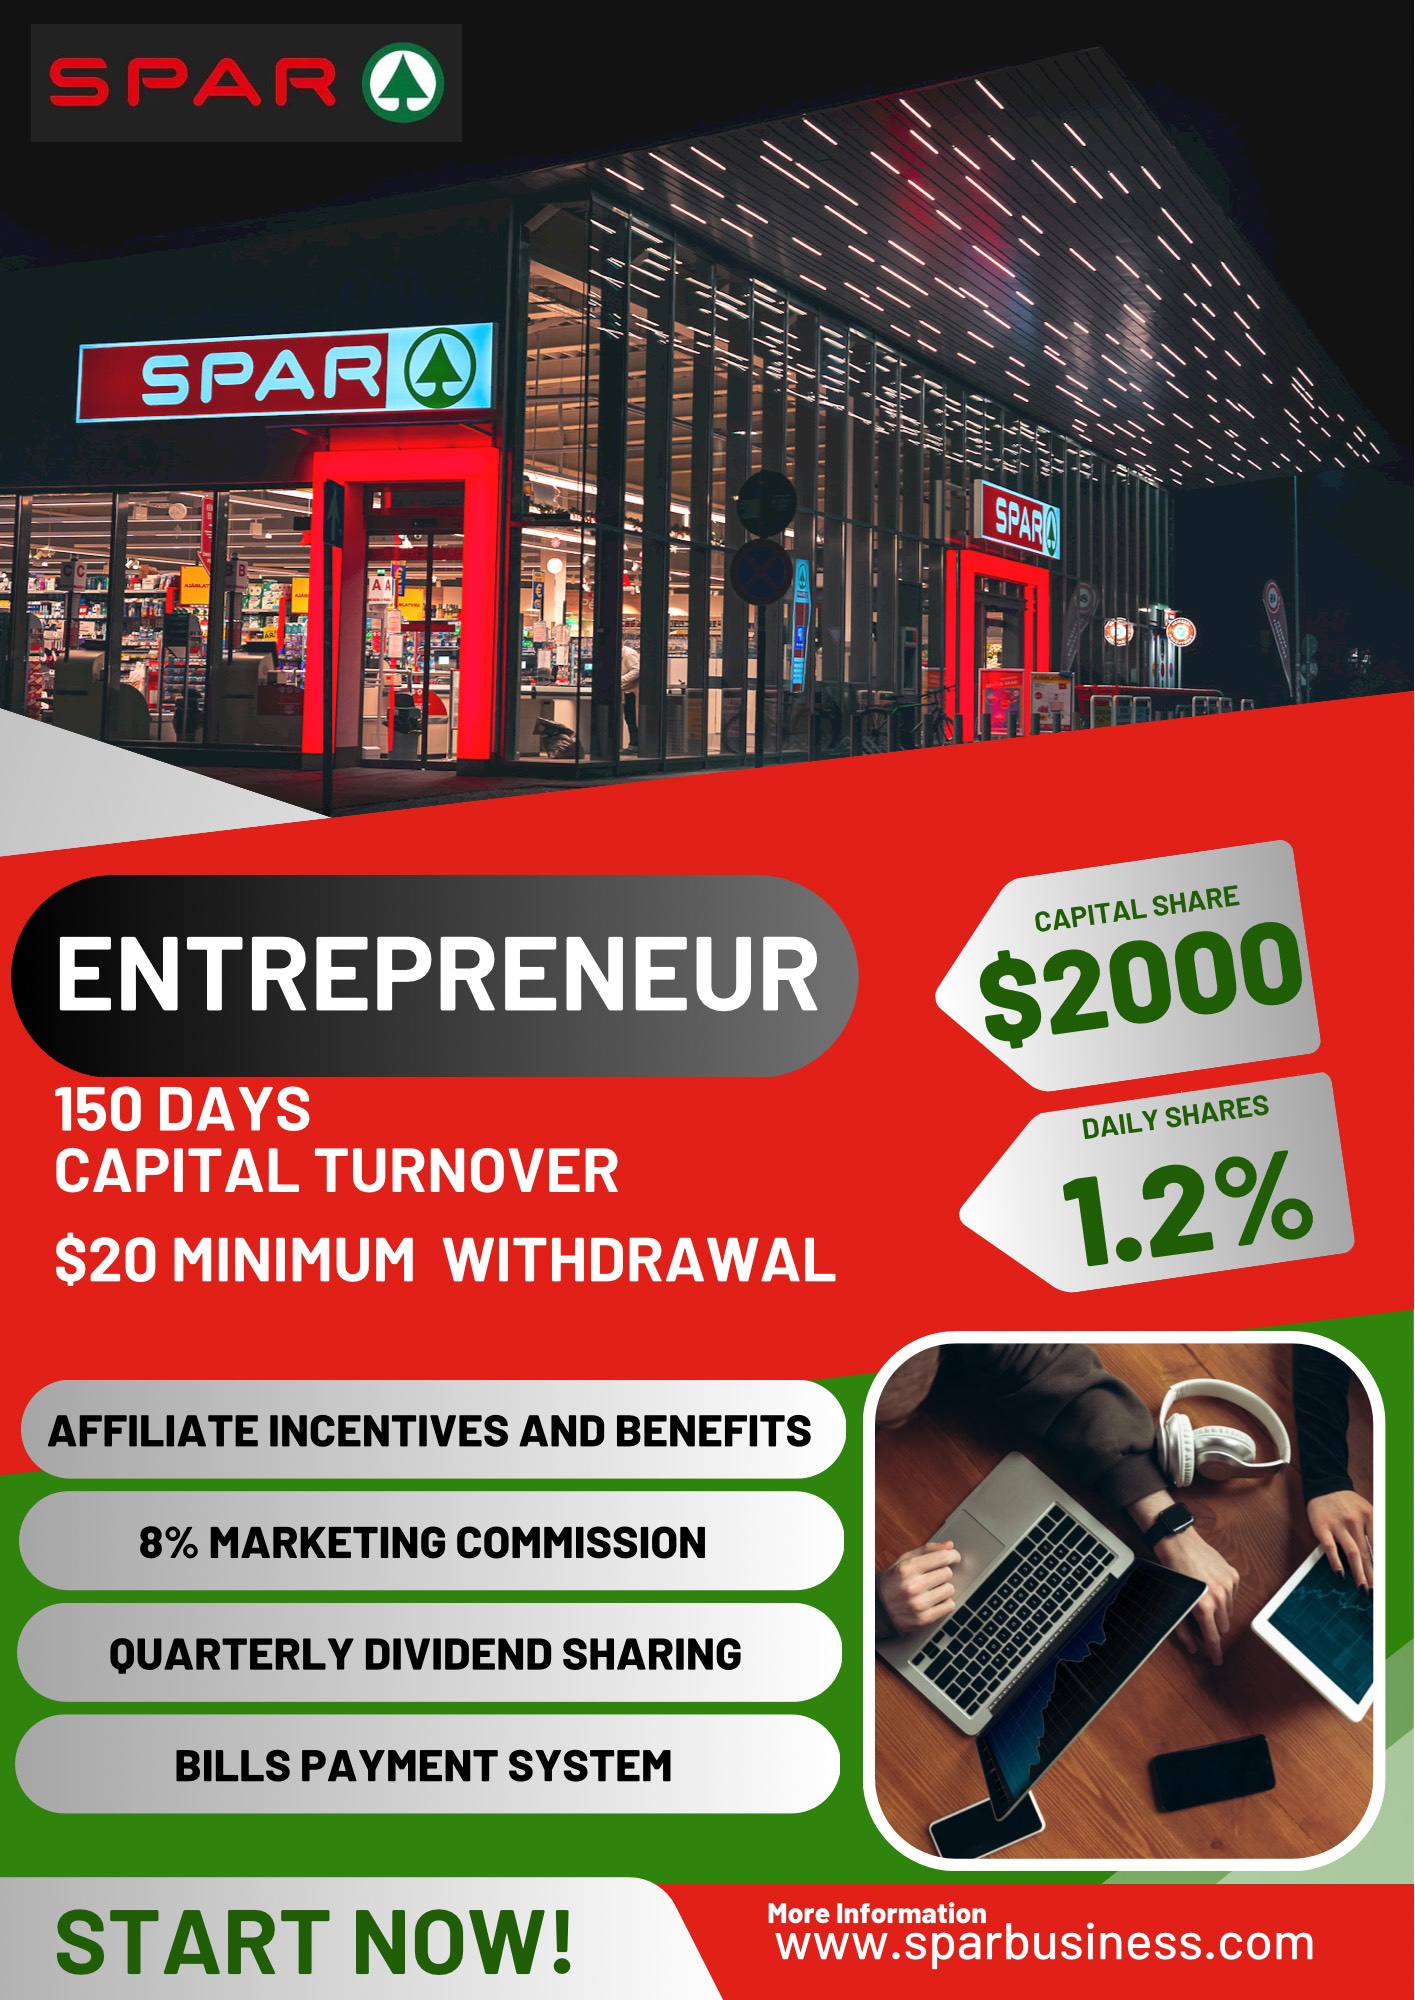 SPAR
SPAR
SPAR
ENTREPRENEUR
CAPITAL SHARE
$2000
150 DAYS
CAPITAL TURNOVER
$20 MINIMUM WITHDRAWAL
DAILY SHARES
1.2%
AFFILIATE INCENTIVES AND BENEFITS
8% MARKETING COMMISSION
QUARTERLY DIVIDEND SHARING
BILLS PAYMENT SYSTEM
START NOW!
More Information
www.sparbusiness.com